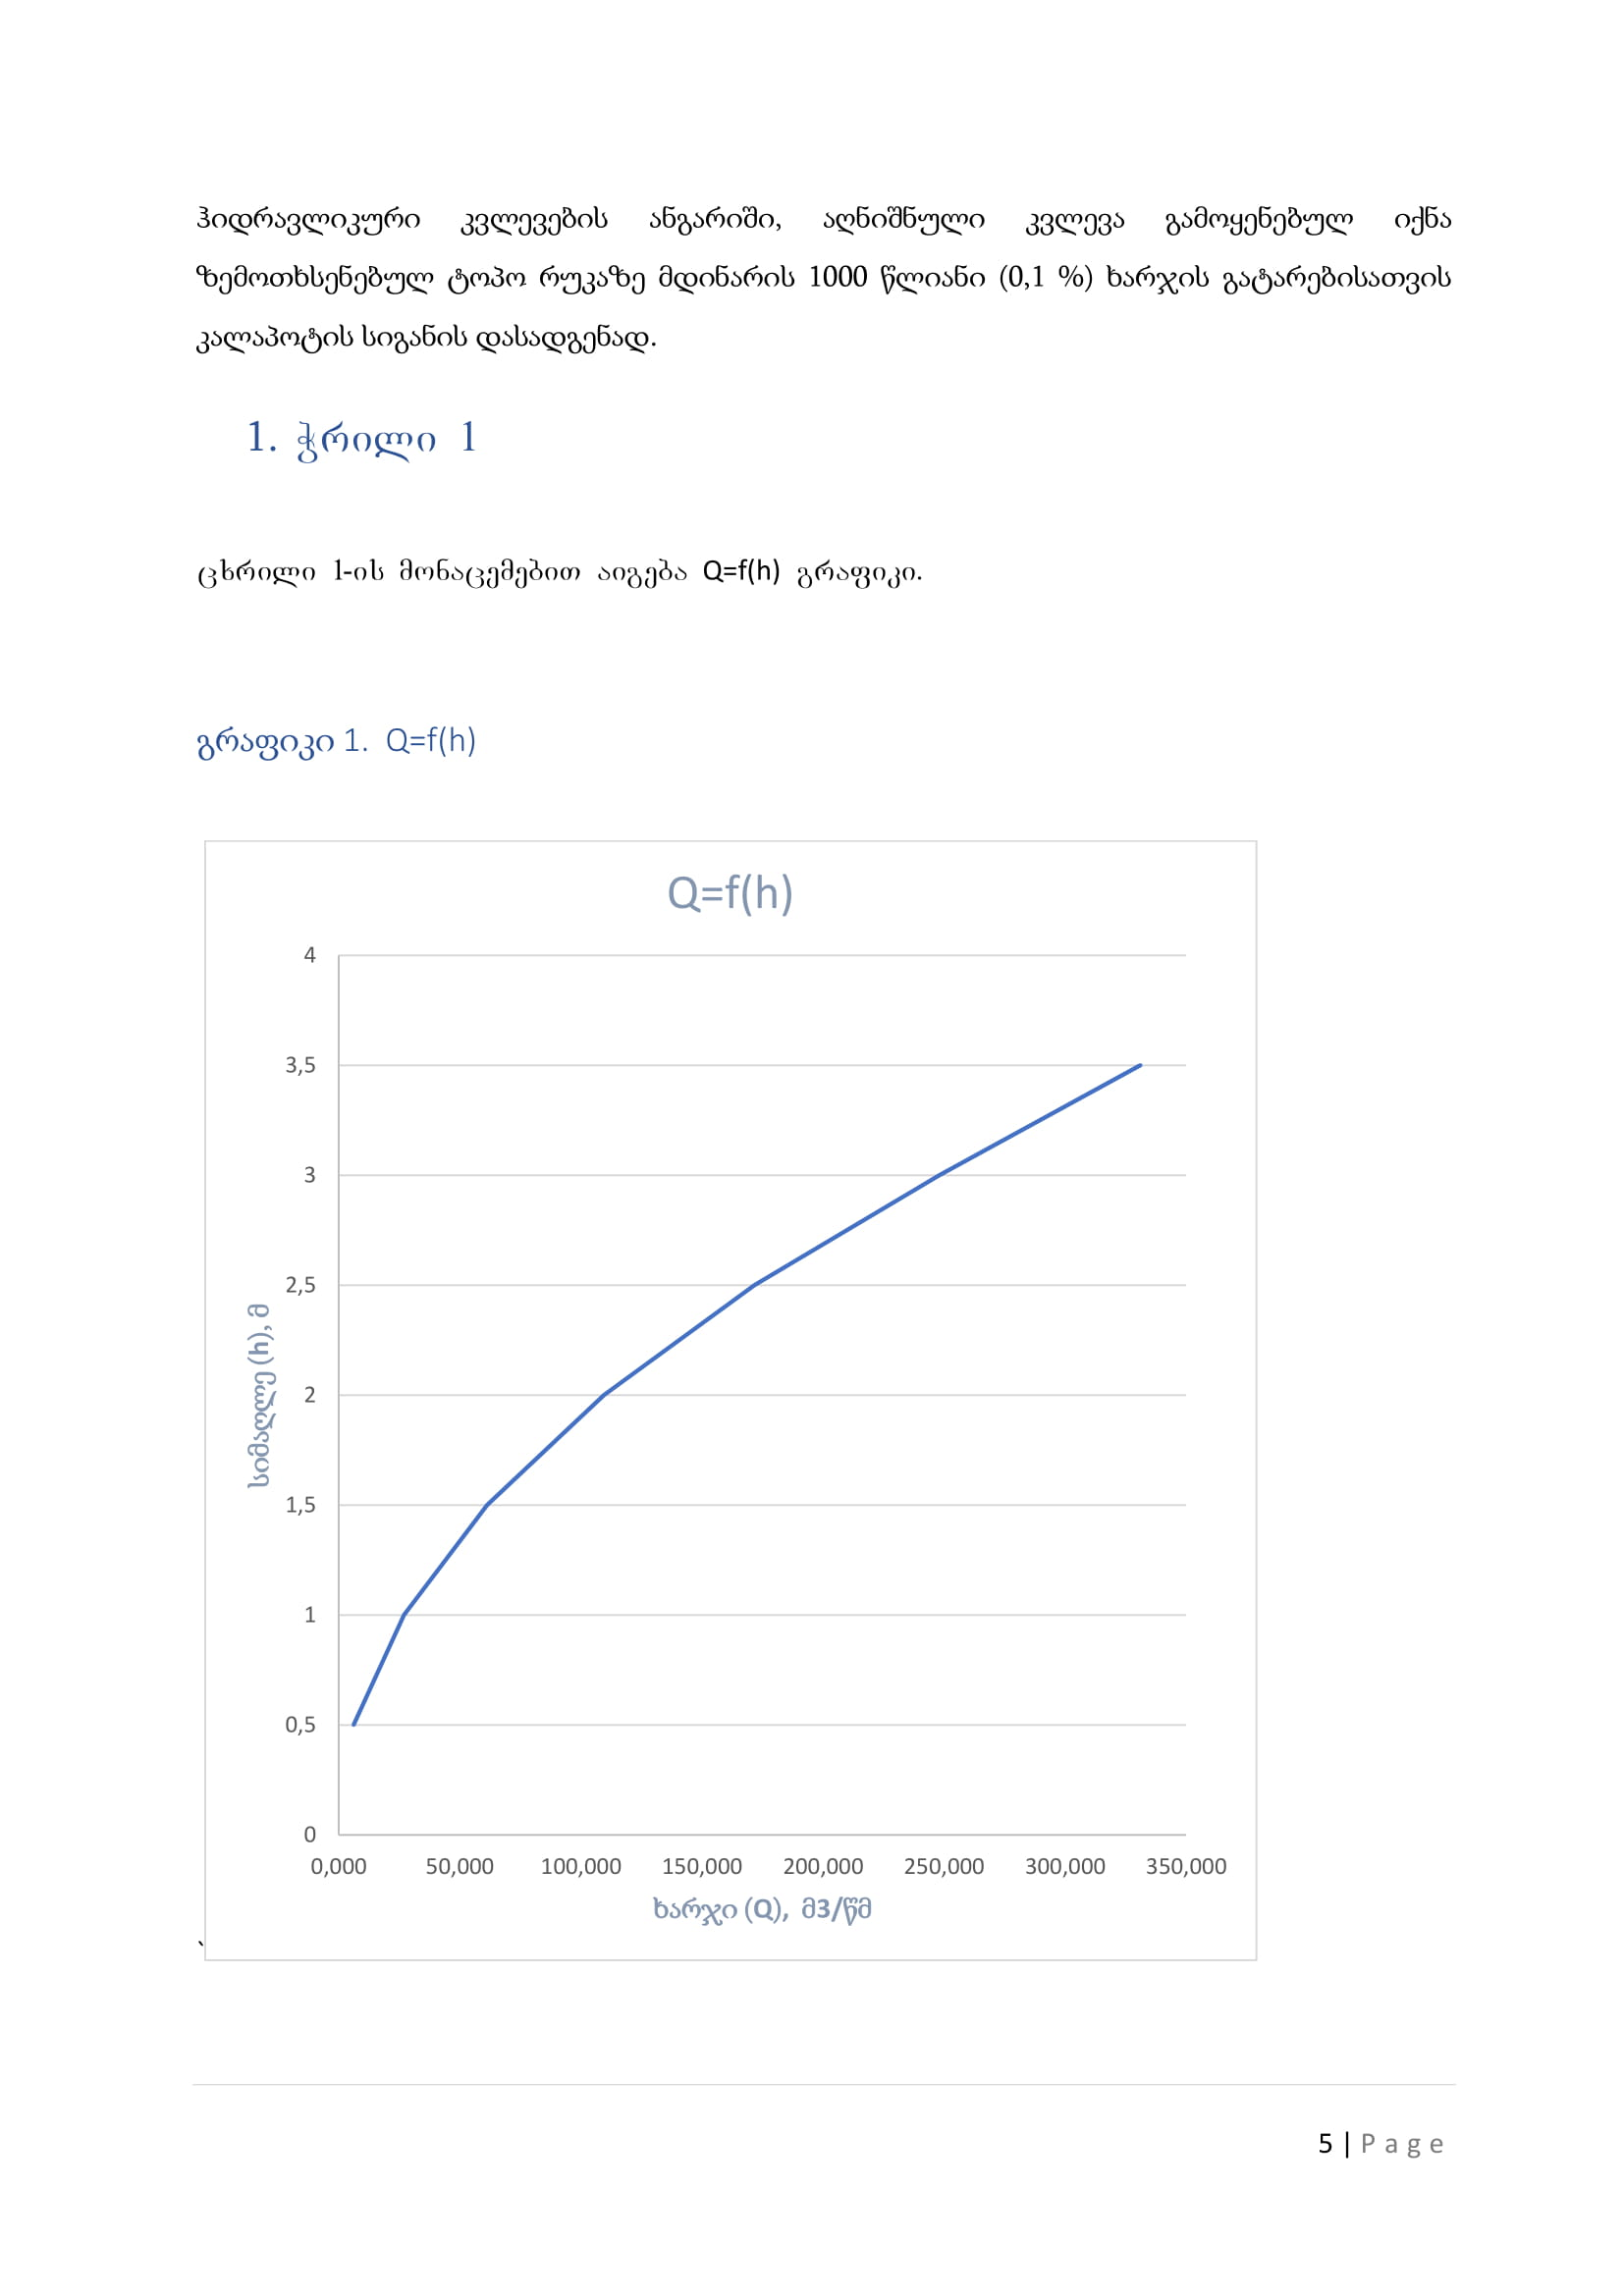 ჰიდრავლიკური კვლევების ანგარიში, აღნიშნული კვლევა გამოყენებულ იქნა
ზემოთხსენებულ ტოპო რუკაზე მდინარის 1000 წლიანი (0,1 %) ხარჯის გატარებისათვის
კალაპოტის სიგანის დასადგენად.
1. ჭრილი 1
ცხრილი 1-ის მონაცემებით აიგება Q=f(h) გრაფიკი.
გრაფიკი 1. Q=f(h)
Q=f(h)
4
3,5
3
2,5
2
1,5
1
0,5
0
სიმაღლე (h), მ
0,000 50,000 100,000 150,000 200,000 250,000 300,000 350,000
ხარჯი (Q), მ3/წმ
`
5 | Page